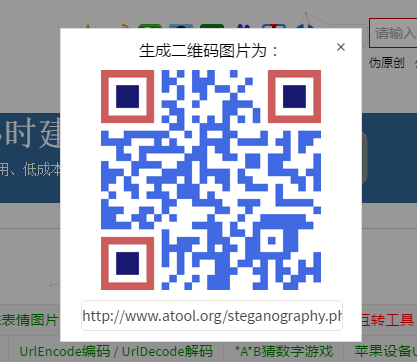 生成二维码图片为：
×
请输入
伪原创
时建
用、低成本
http://www.atool.org/steganography.ph
表情图片
互转工具
UrlEncode编码 / UrlDecode解码
*A*B猜数字游戏
苹果设备U